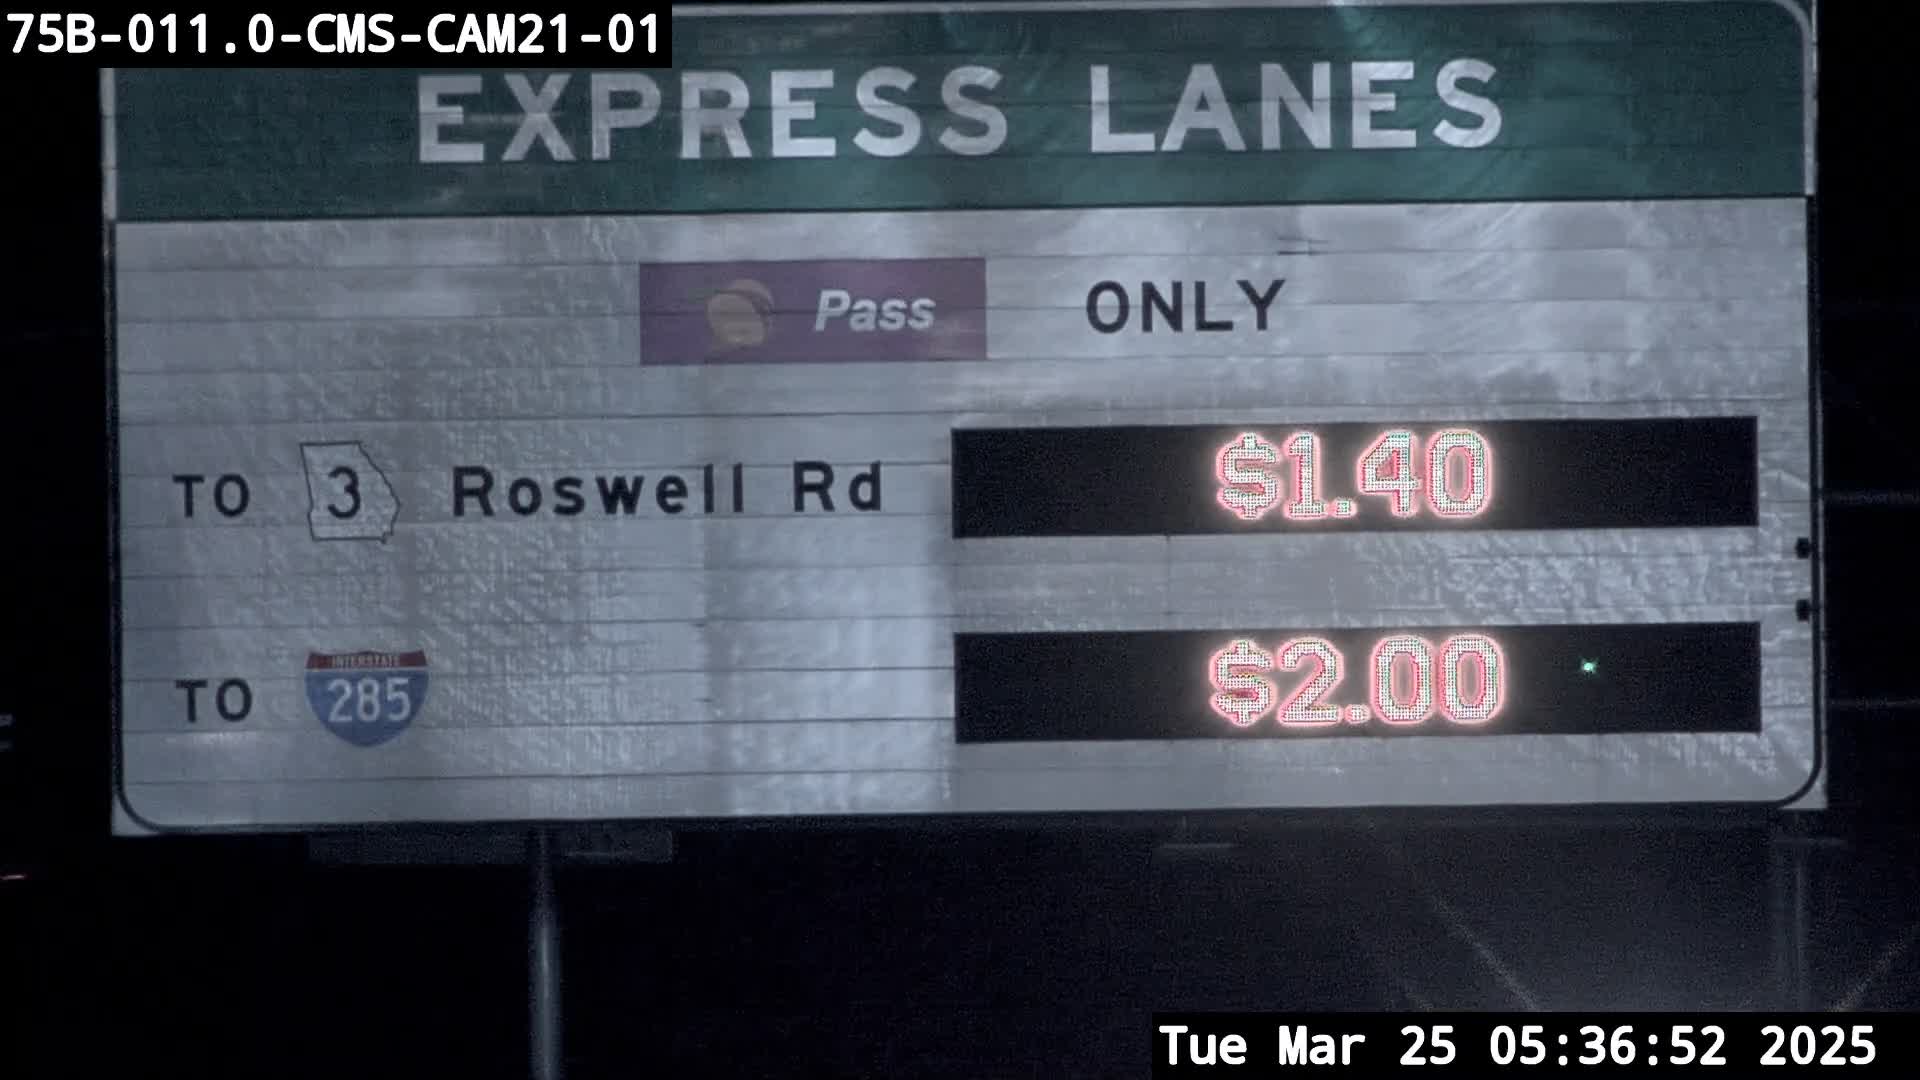 75B-011.0-CMS-CAM21-01
EXPRESS LANES
Pass ONLY
TO 3 Roswell Rd $1.40
INTERSTATE
TO 285 $2.00
Tue Mar 25 05:36:52 2025